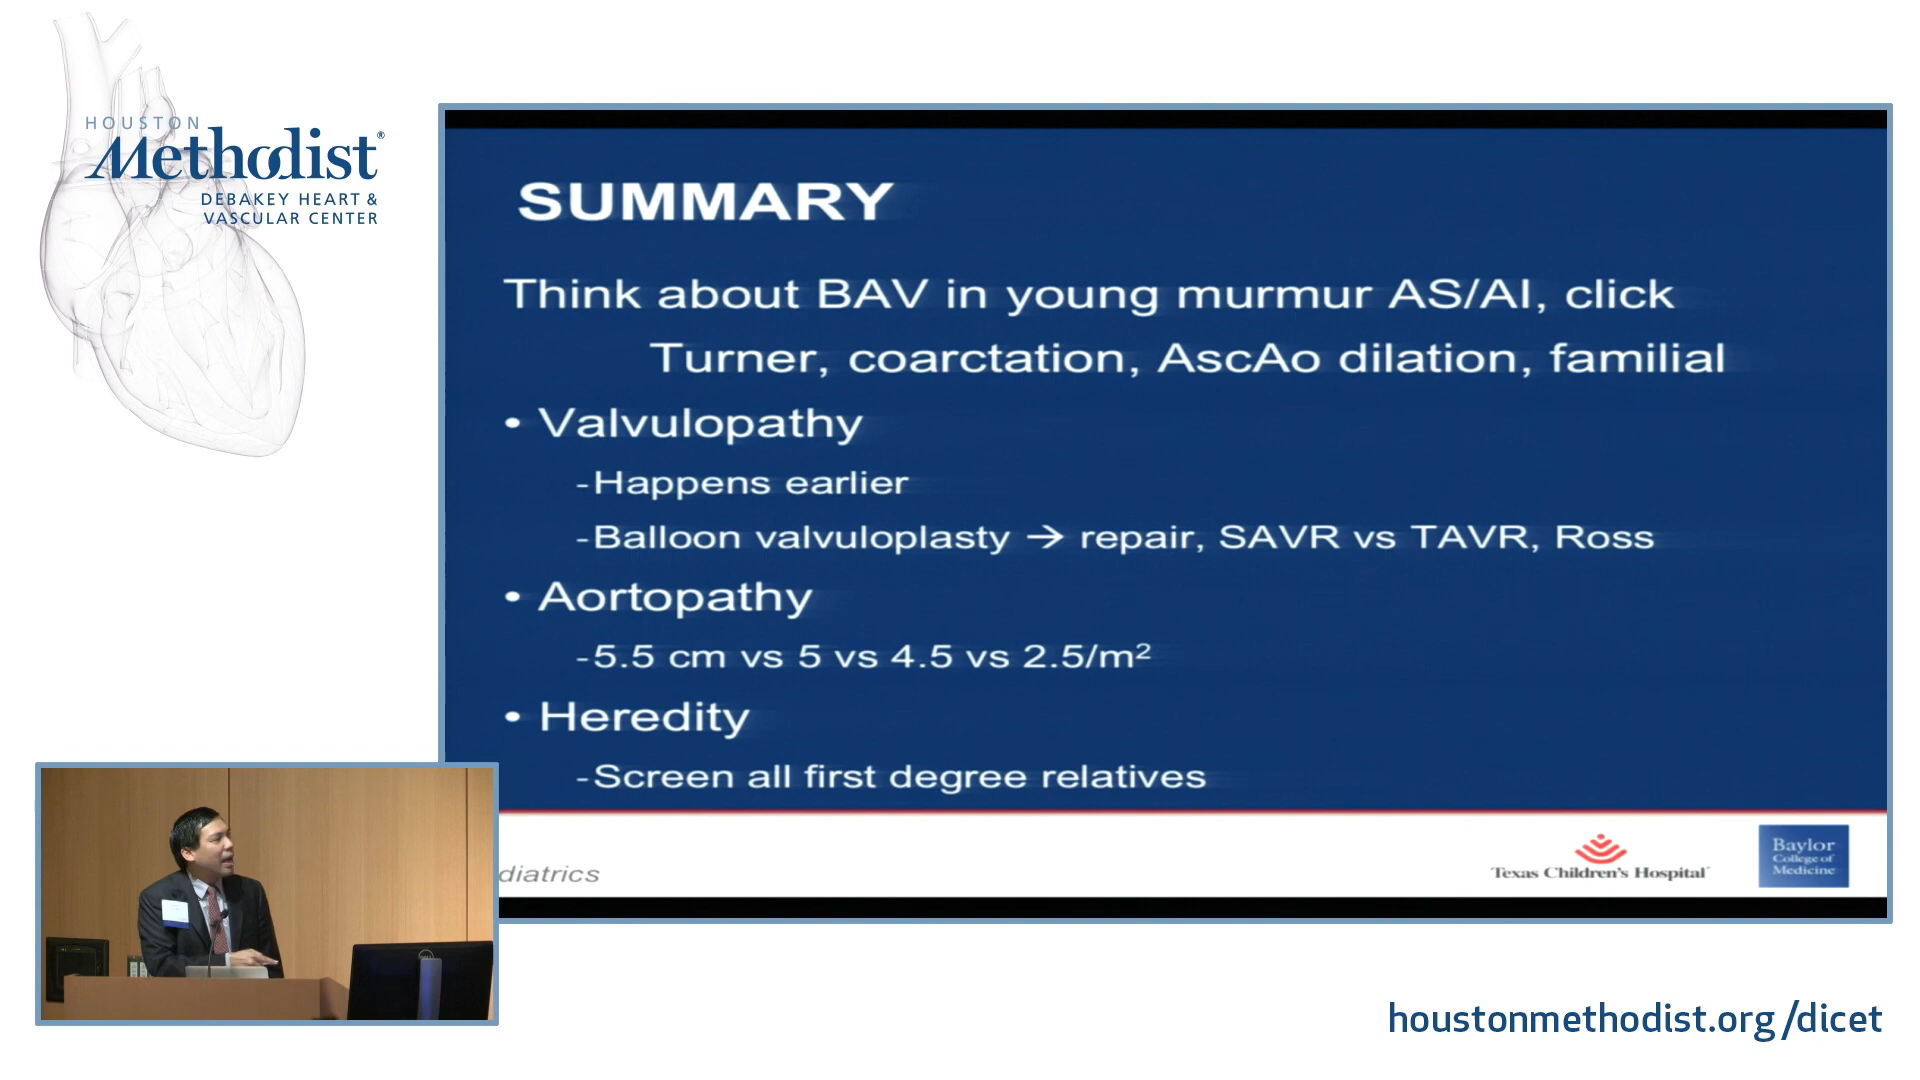 HOUSTON
Methodist®
DEBAKEY HEART &
VASCULAR CENTER
SUMMARY
Think about BAV in young murmur AS/AI, click
Turner, coarctation, AscAo dilation, familial
• Valvulopathy
-Happens earlier
-Balloon valvuloplasty → repair, SAVR vs TAVR, Ross
• Aortopathy
-5.5 cm vs 5 vs 4.5 vs 2.5/m²
• Heredity
-Screen all first degree relatives
diatrics
Texas Children's Hospital
Baylor
College of
Medicine
houstonmethodist.org/dicet